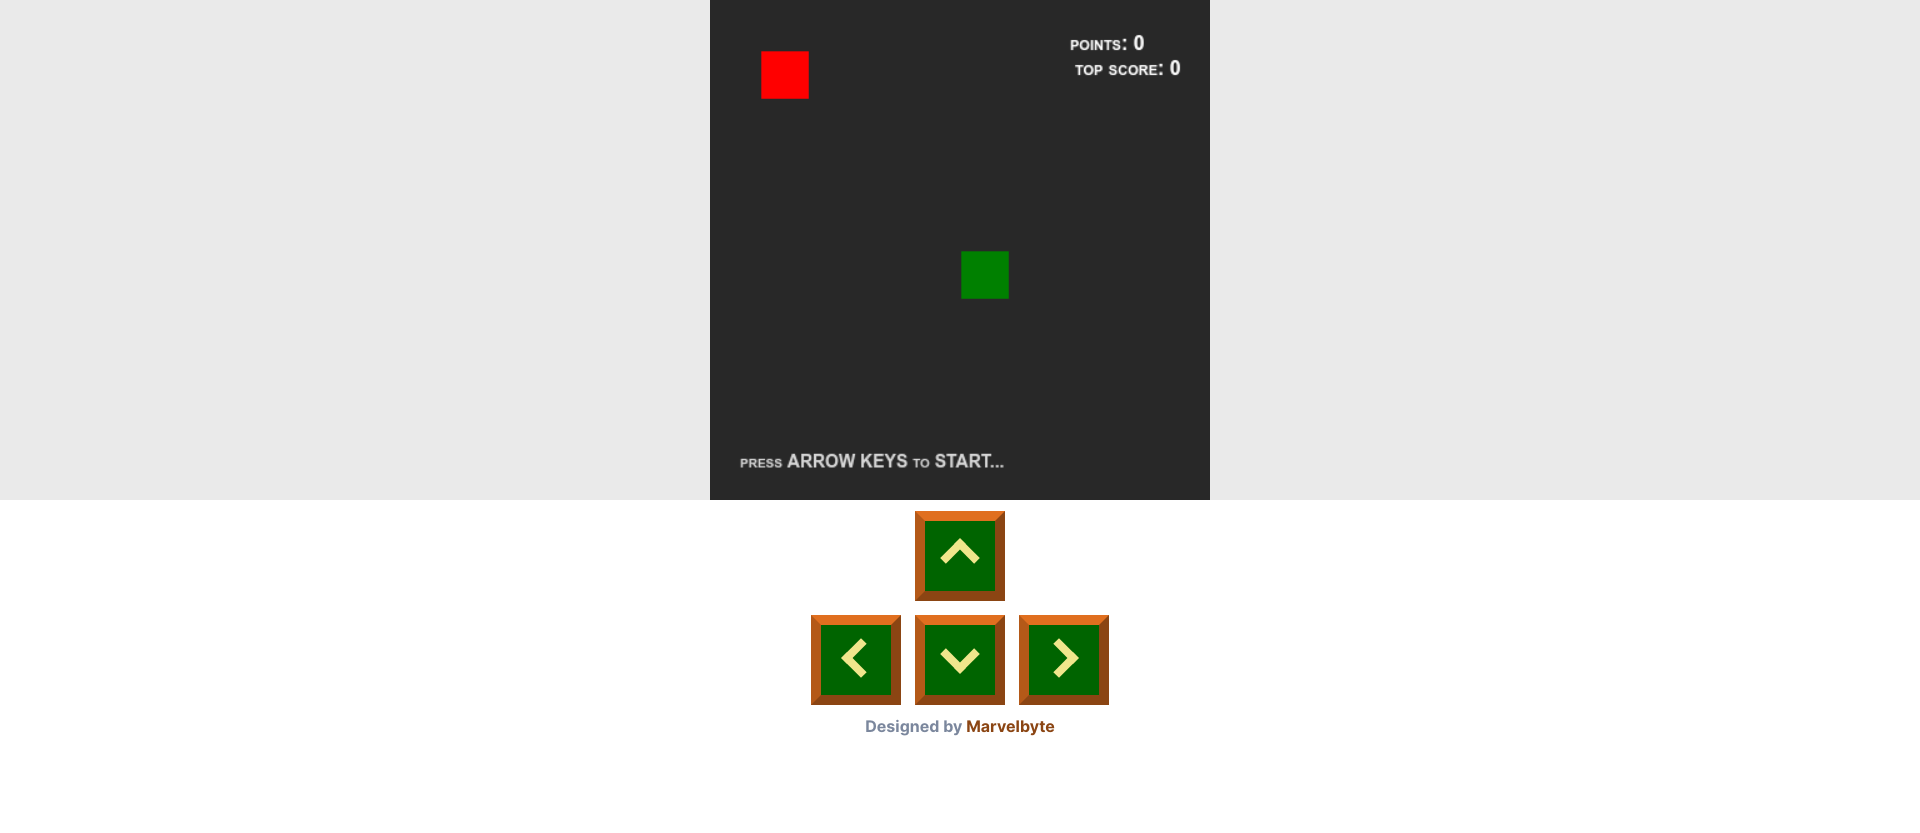 POINTS: 0
TOP SCORE: 0
PRESS ARROW KEYS TO START...
Designed by Marvelbyte